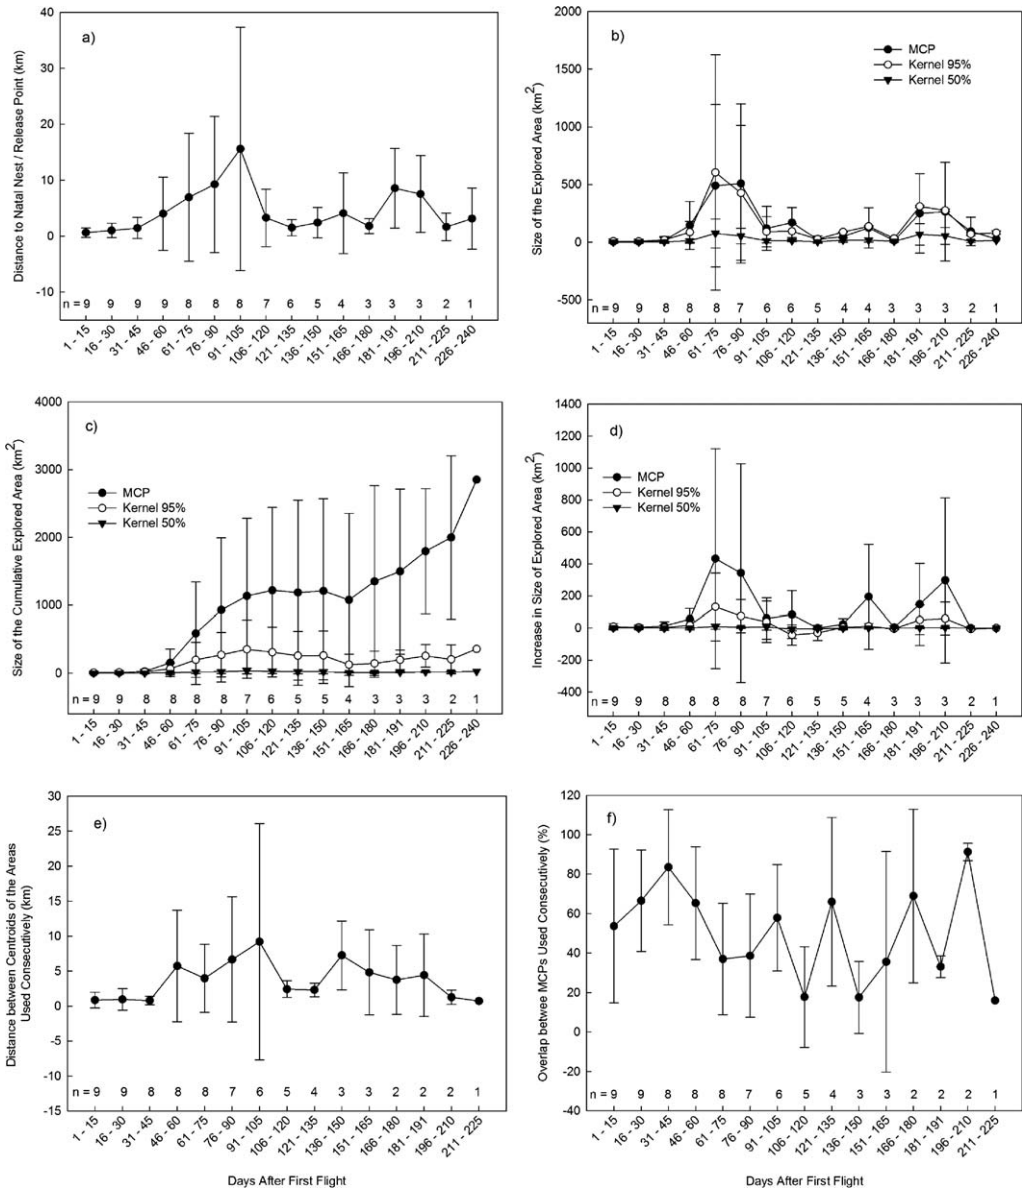 a)
Distance to Natal Nest / Release Point (km)
40
30
20
10
0
-10
n = 9 9 9 9 8 8 8 7 6 5 4 3 3 3 2 1
1 - 15
16 - 30
31 - 45
46 - 60
61 - 75
76 - 90
91 - 105
106 - 120
121 - 135
136 - 150
151 - 165
166 - 180
181 - 191
196 - 210
211 - 225
226 - 240
b)
Size of the Explored Area (km2)
2000
1500
1000
500
0
-500
MCP
Kernel 95%
Kernel 50%
n = 9 9 8 8 8 7 6 6 5 4 4 3 3 3 2 1
1 - 15
16 - 30
31 - 45
46 - 60
61 - 75
76 - 90
91 - 105
106 - 120
121 - 135
136 - 150
151 - 165
166 - 180
181 - 191
196 - 210
211 - 225
226 - 240
c)
Size of the Cumulative Explored Area (km2)
4000
3000
2000
1000
0
MCP
Kernel 95%
Kernel 50%
n = 9 9 8 8 8 8 7 6 5 5 4 3 3 3 2 1
1 - 15
16 - 30
31 - 45
46 - 60
61 - 75
76 - 90
91 - 105
106 - 120
121 - 135
136 - 150
151 - 165
166 - 180
181 - 191
196 - 210
211 - 225
226 - 240
d)
Increase in Size of Explored Area (km2)
1400
1200
1000
800
600
400
200
0
-200
-400
MCP
Kernel 95%
Kernel 50%
n = 9 9 8 8 8 8 7 6 5 5 4 3 3 3 2 1
1 - 15
16 - 30
31 - 45
46 - 60
61 - 75
76 - 90
91 - 105
106 - 120
121 - 135
136 - 150
151 - 165
166 - 180
181 - 191
196 - 210
211 - 225
226 - 240
e)
Distance between Centroids of the Areas
Used Consecutively (km)
30
25
20
15
10
5
0
-5
-10
-15
n = 9 9 8 8 8 7 6 5 4 3 3 2 2 2 1
1 - 15
16 - 30
31 - 45
46 - 60
61 - 75
76 - 90
91 - 105
106 - 120
121 - 135
136 - 150
151 - 165
166 - 180
181 - 191
196 - 210
211 - 225
Days After First Flight
f)
Overlap betwee MCPs Used Consecutively (%)
120
100
80
60
40
20
0
-20
-40
n = 9 9 8 8 8 7 6 5 4 3 3 2 2 2 1
1 - 15
16 - 30
31 - 45
46 - 60
61 - 75
76 - 90
91 - 105
106 - 120
121 - 135
136 - 150
151 - 165
166 - 180
181 - 191
196 - 210
211 - 225
Days After First Flight